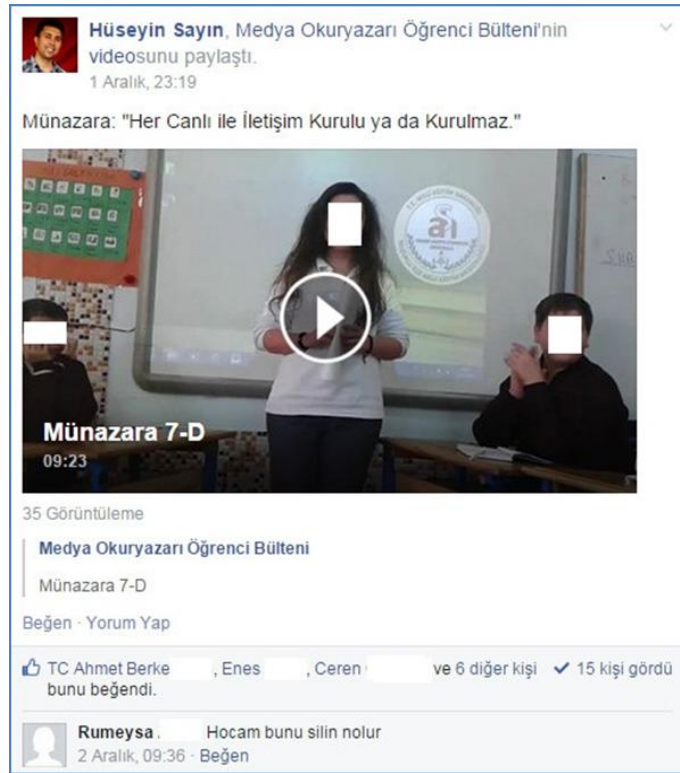 Hüseyin Sayın, Medya Okuryazarı Öğrenci Bülteni'nin
videosunu paylaştı.
1 Aralık, 23:19
Münazara: "Her Canlı ile İletişim Kurulu ya da Kurulmaz."
Münazara 7-D
09:23
35 Görüntüleme
Medya Okuryazarı Öğrenci Bülteni
Münazara 7-D
Beğen · Yorum Yap
TC Ahmet Berke , Enes , Ceren ve 6 diğer kişi 15 kişi gördü
bunu beğendi.
Rumeysa Hocam bunu silin nolur
2 Aralık, 09:36 · Beğen